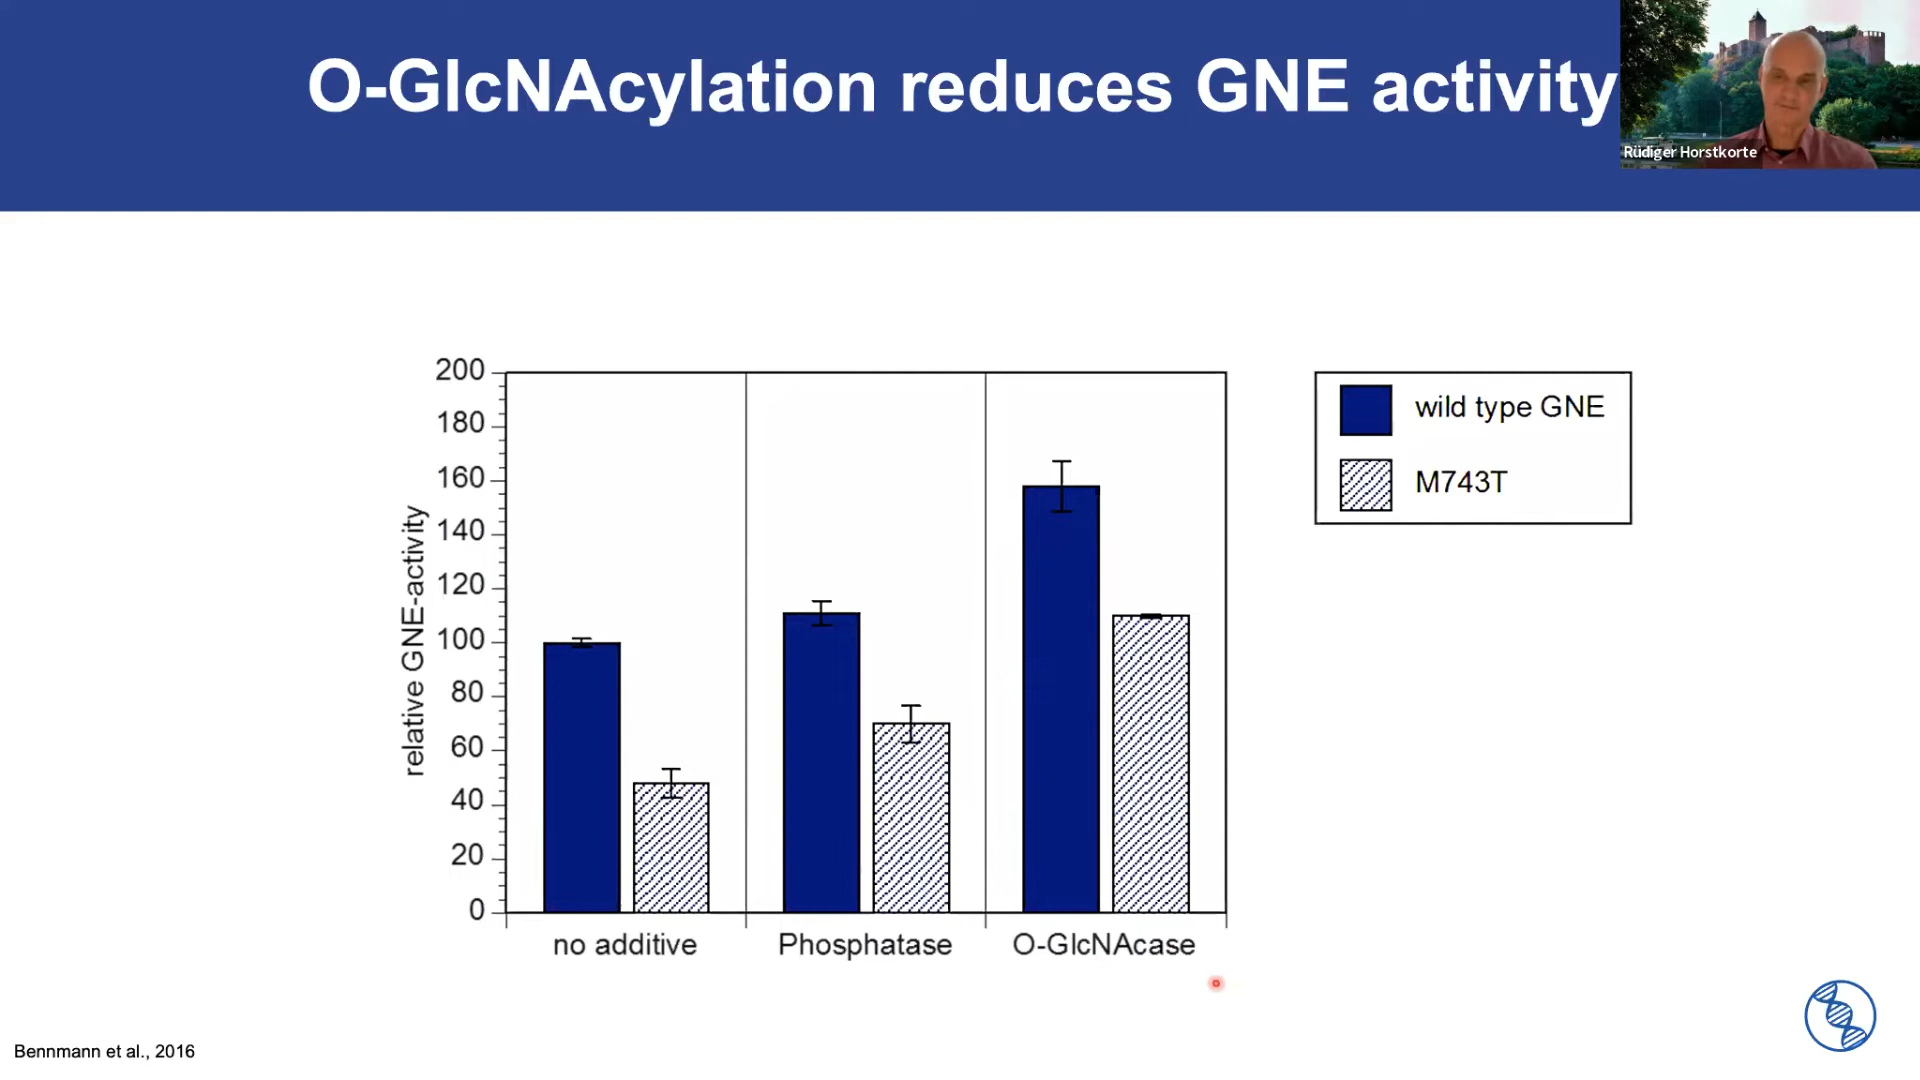 O-GlcNAcylation reduces GNE activity
Rüdiger Horstkorte
200
180
160
140
120
100
80
60
40
20
0
relative GNE-activity
no additive
Phosphatase
O-GlcNAcase
wild type GNE
M743T
Bennmann et al., 2016